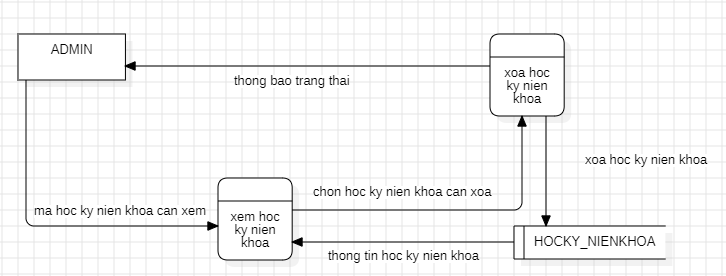 ADMIN
thong bao trang thai
xoa hoc
ky nien
khoa
xoa hoc ky nien khoa
chon hoc ky nien khoa can xoa
ma hoc ky nien khoa can xem
xem hoc
ky nien
khoa
HOCKY_NIENKHOA
thong tin hoc ky nien khoa